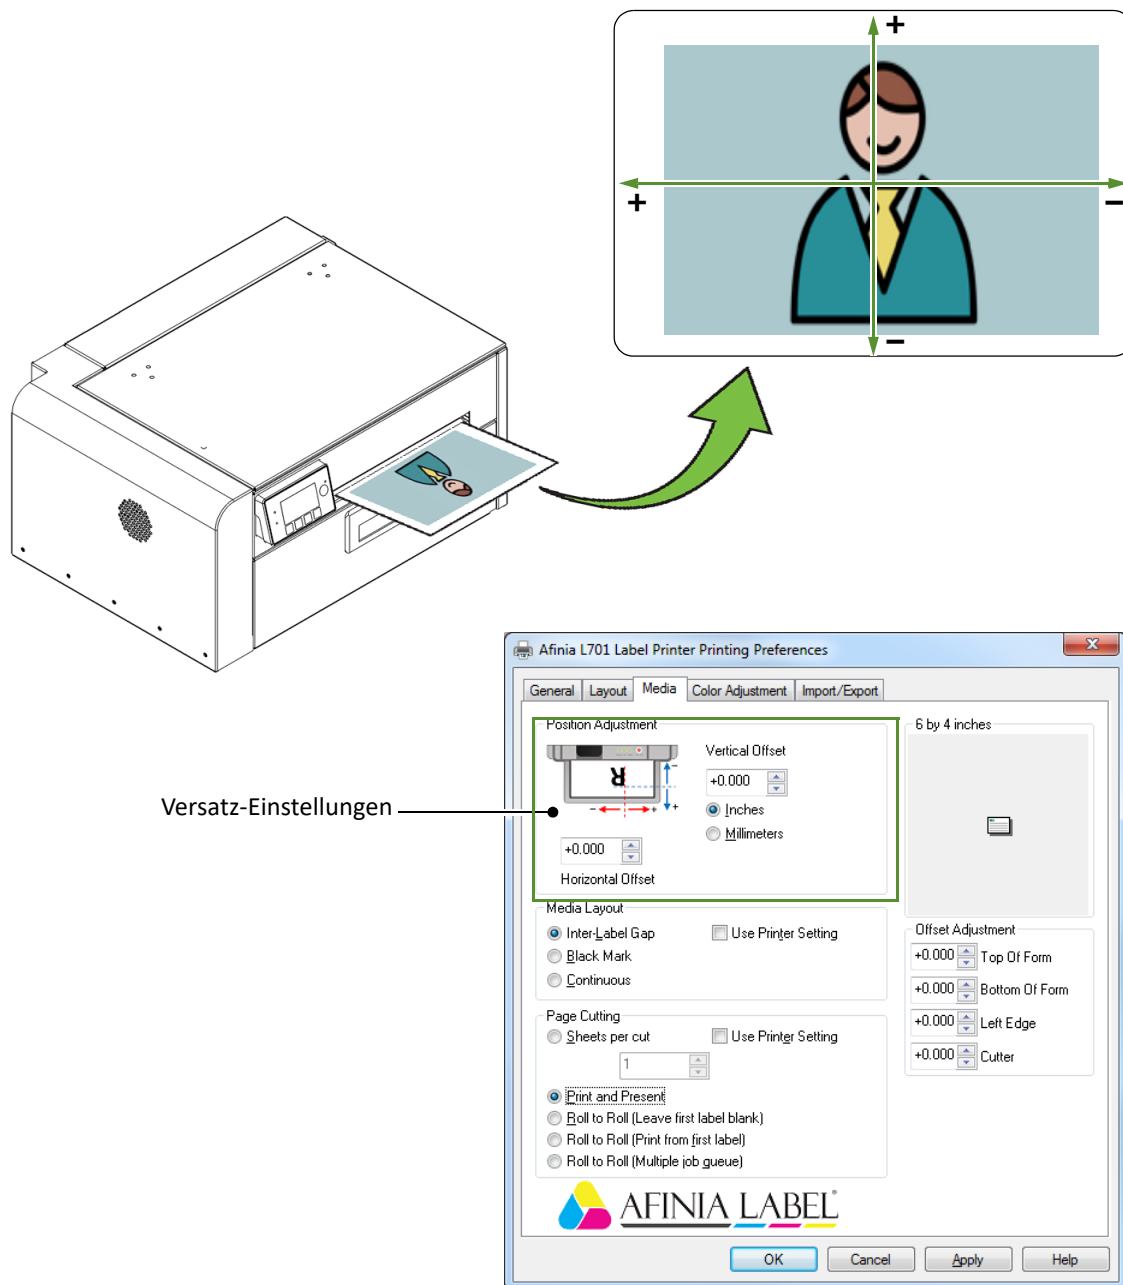 +
+
−
−
Afinia L701 Label Printer Printing Preferences
X
General Layout Media Color Adjustment Import/Export
Position Adjustment
R
− + − +
Vertical Offset
+0.000
Inches
Millimeters
+0.000
Horizontal Offset
Versatz-Einstellungen
6 by 4 inches
Media Layout
Inter-Label Gap Use Printer Setting
Black Mark
Continuous
Offset Adjustment
+0.000 Top Of Form
+0.000 Bottom Of Form
+0.000 Left Edge
+0.000 Cutter
Page Cutting
Sheets per cut Use Printer Setting
1
Print and Present
Roll to Roll (Leave first label blank)
Roll to Roll (Print from first label)
Roll to Roll (Multiple job queue)
AFINIA LABEL®
OK Cancel Apply Help